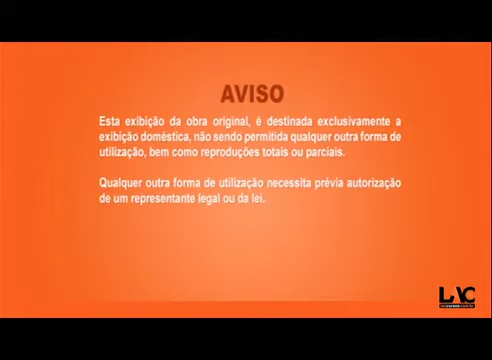 AVISO
Esta exibição da obra original, é destinada exclusivamente a
exibição doméstica, não sendo permitida qualquer outra forma de
utilização, bem como reproduções totais ou parciais.
Qualquer outra forma de utilização necessita prévia autorização
de um representante legal ou da lei.
LAC